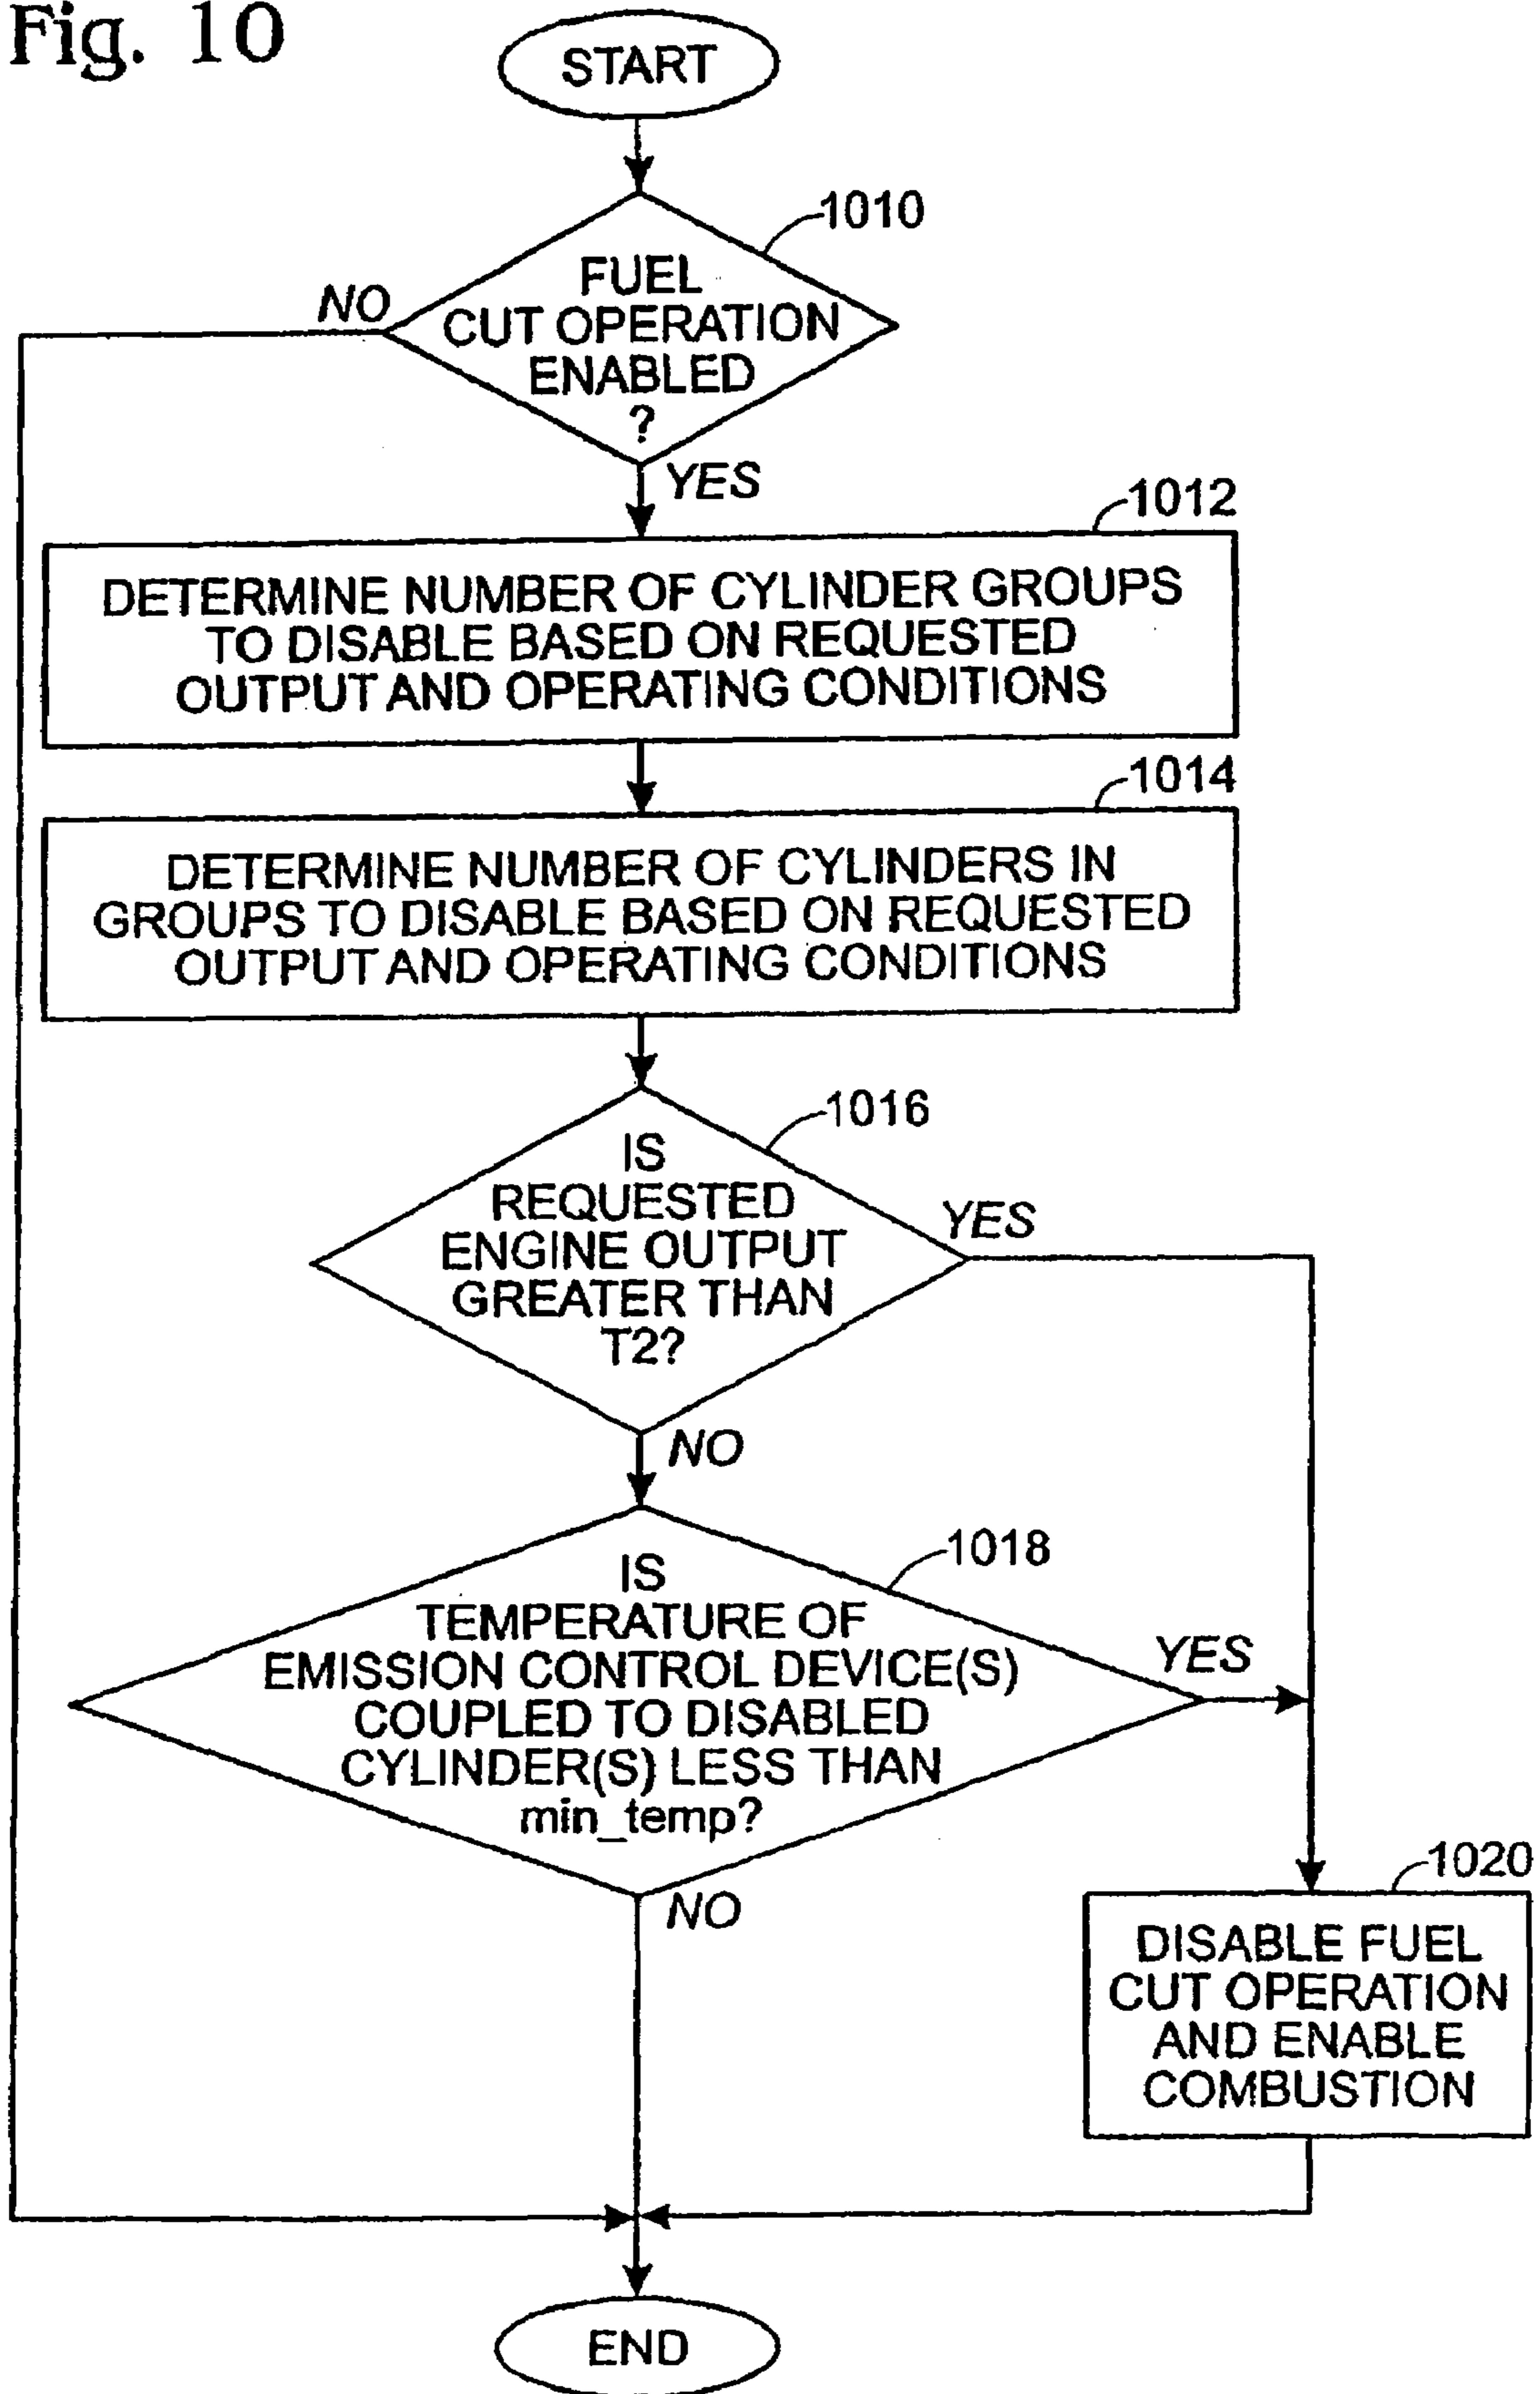 Fig. 10
START
1010
FUEL
CUT OPERATION
ENABLED
?
NO
YES
1012
DETERMINE NUMBER OF CYLINDER GROUPS
TO DISABLE BASED ON REQUESTED
OUTPUT AND OPERATING CONDITIONS
1014
DETERMINE NUMBER OF CYLINDERS IN
GROUPS TO DISABLE BASED ON REQUESTED
OUTPUT AND OPERATING CONDITIONS
1016
IS
REQUESTED
ENGINE OUTPUT
GREATER THAN
T2?
YES
NO
1018
IS
TEMPERATURE OF
EMISSION CONTROL DEVICE(S)
COUPLED TO DISABLED
CYLINDER(S) LESS THAN
min_temp?
YES
NO
1020
DISABLE FUEL
CUT OPERATION
AND ENABLE
COMBUSTION
END